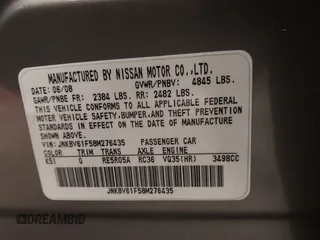 MANUFACTURED BY NISSAN MOTOR CO.,LTD.
DATE: 06/08 GVWR/PNBV: 4845 LBS.
GAWR/PNBE FR: 2384 LBS. RR: 2482 LBS.
THIS VEHICLE CONFORMS TO ALL APPLICABLE FEDERAL
MOTOR VEHICLE SAFETY,BUMPER,AND THEFT PREVENTION
STANDARDS IN EFFECT ON THE DATE OF MANUFACTURE
SHOWN ABOVE.
VIN: JNKBV61F58M276435 PASSENGER CAR
COLOR TRIM TRANS AXLE ENGINE
K51 G RE5R05A RC36 VQ35(HR) 3498CC
JNKBV61F58M276435
© DREAMBID